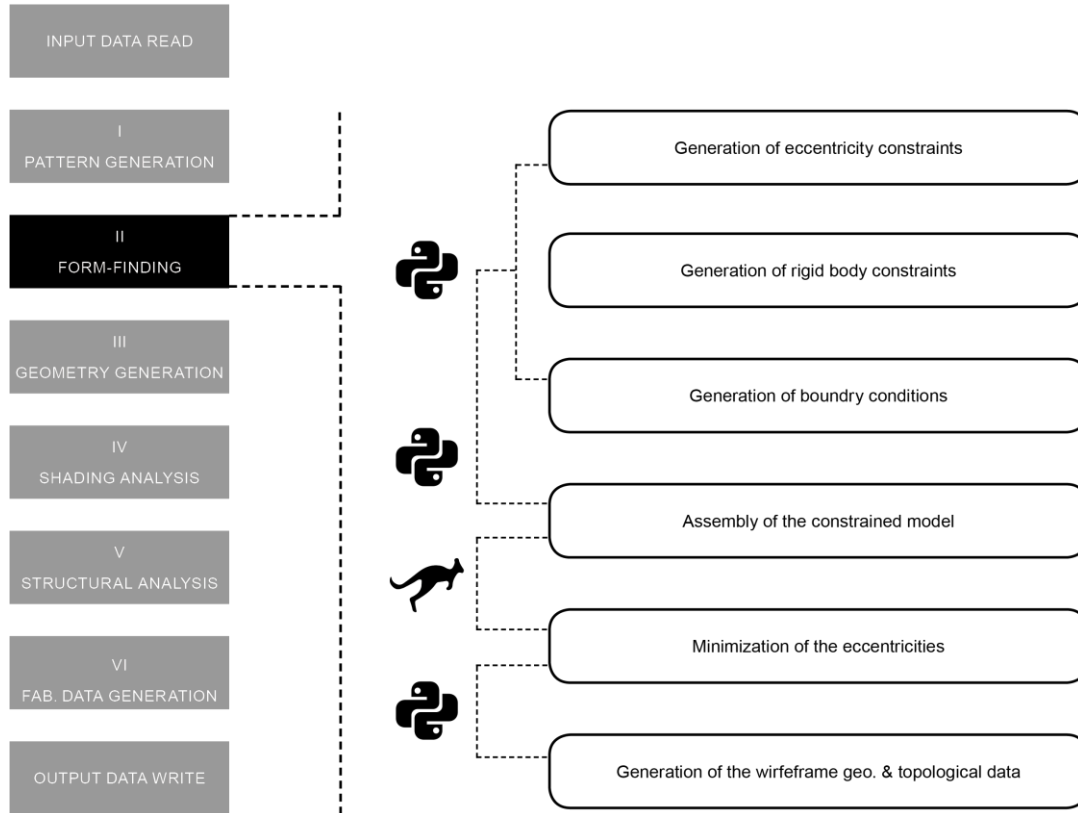 INPUT DATA READ
I
PATTERN GENERATION
II
FORM-FINDING
III
GEOMETRY GENERATION
IV
SHADING ANALYSIS
V
STRUCTURAL ANALYSIS
VI
FAB. DATA GENERATION
OUTPUT DATA WRITE
Generation of eccentricity constraints
Generation of rigid body constraints
Generation of boundry conditions
Assembly of the constrained model
Minimization of the eccentricities
Generation of the wirfeframe geo. & topological data